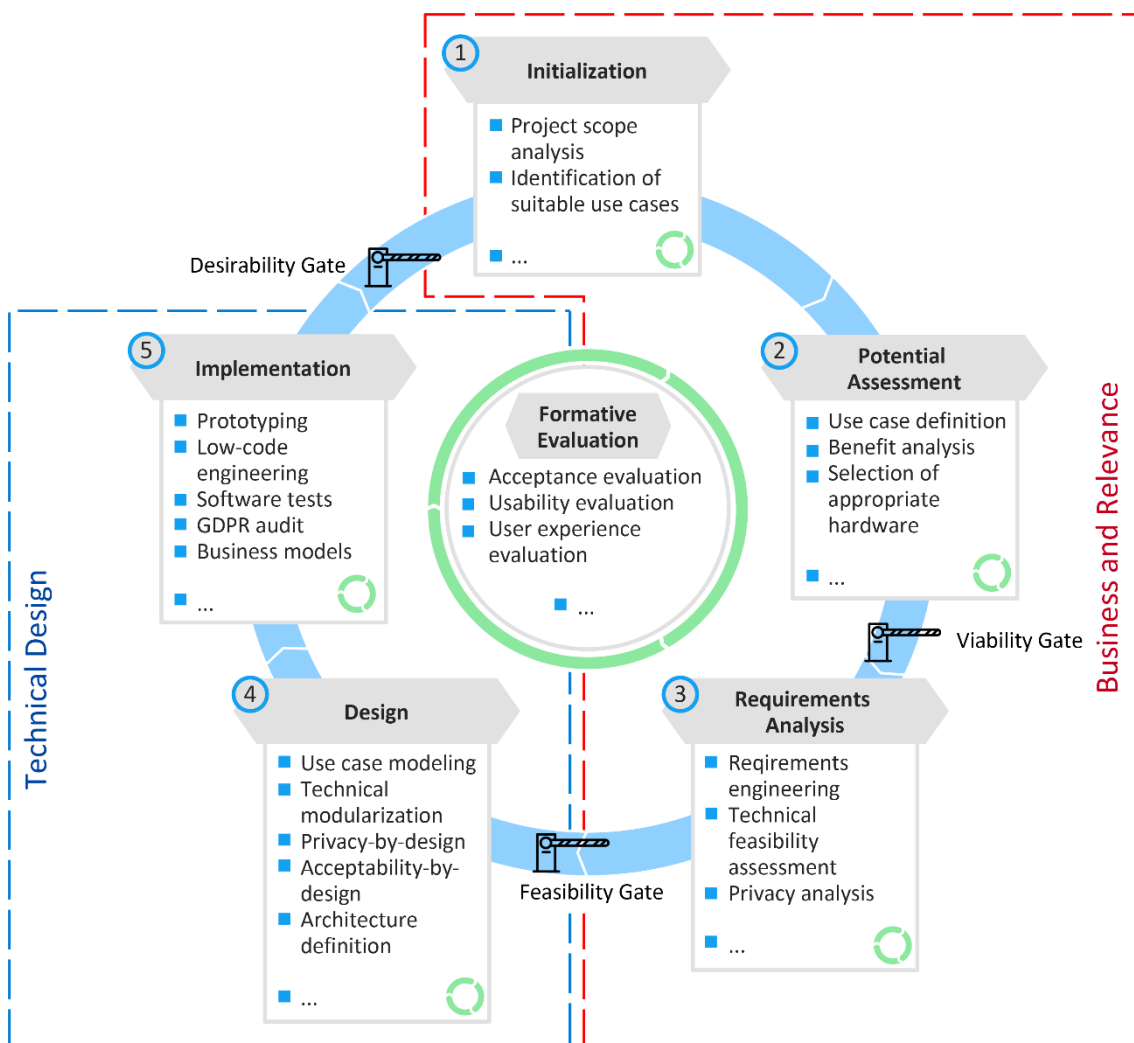 1
Initialization
Project scope
analysis
Identification of
suitable use cases
...
Desirability Gate
2
Potential
Assessment
Use case definition
Benefit analysis
Selection of
appropriate
hardware
...
Business and Relevance
Viability Gate
3
Requirements
Analysis
Reqirements
engineering
Technical
feasibility
assessment
Privacy analysis
...
Feasibility Gate
4
Design
Use case modeling
Technical
modularization
Privacy-by-design
Acceptability-by-
design
Architecture
definition
...
Technical Design
5
Implementation
Prototyping
Low-code
engineering
Software tests
GDPR audit
Business models
...
Formative
Evaluation
Acceptance evaluation
Usability evaluation
User experience
evaluation
...